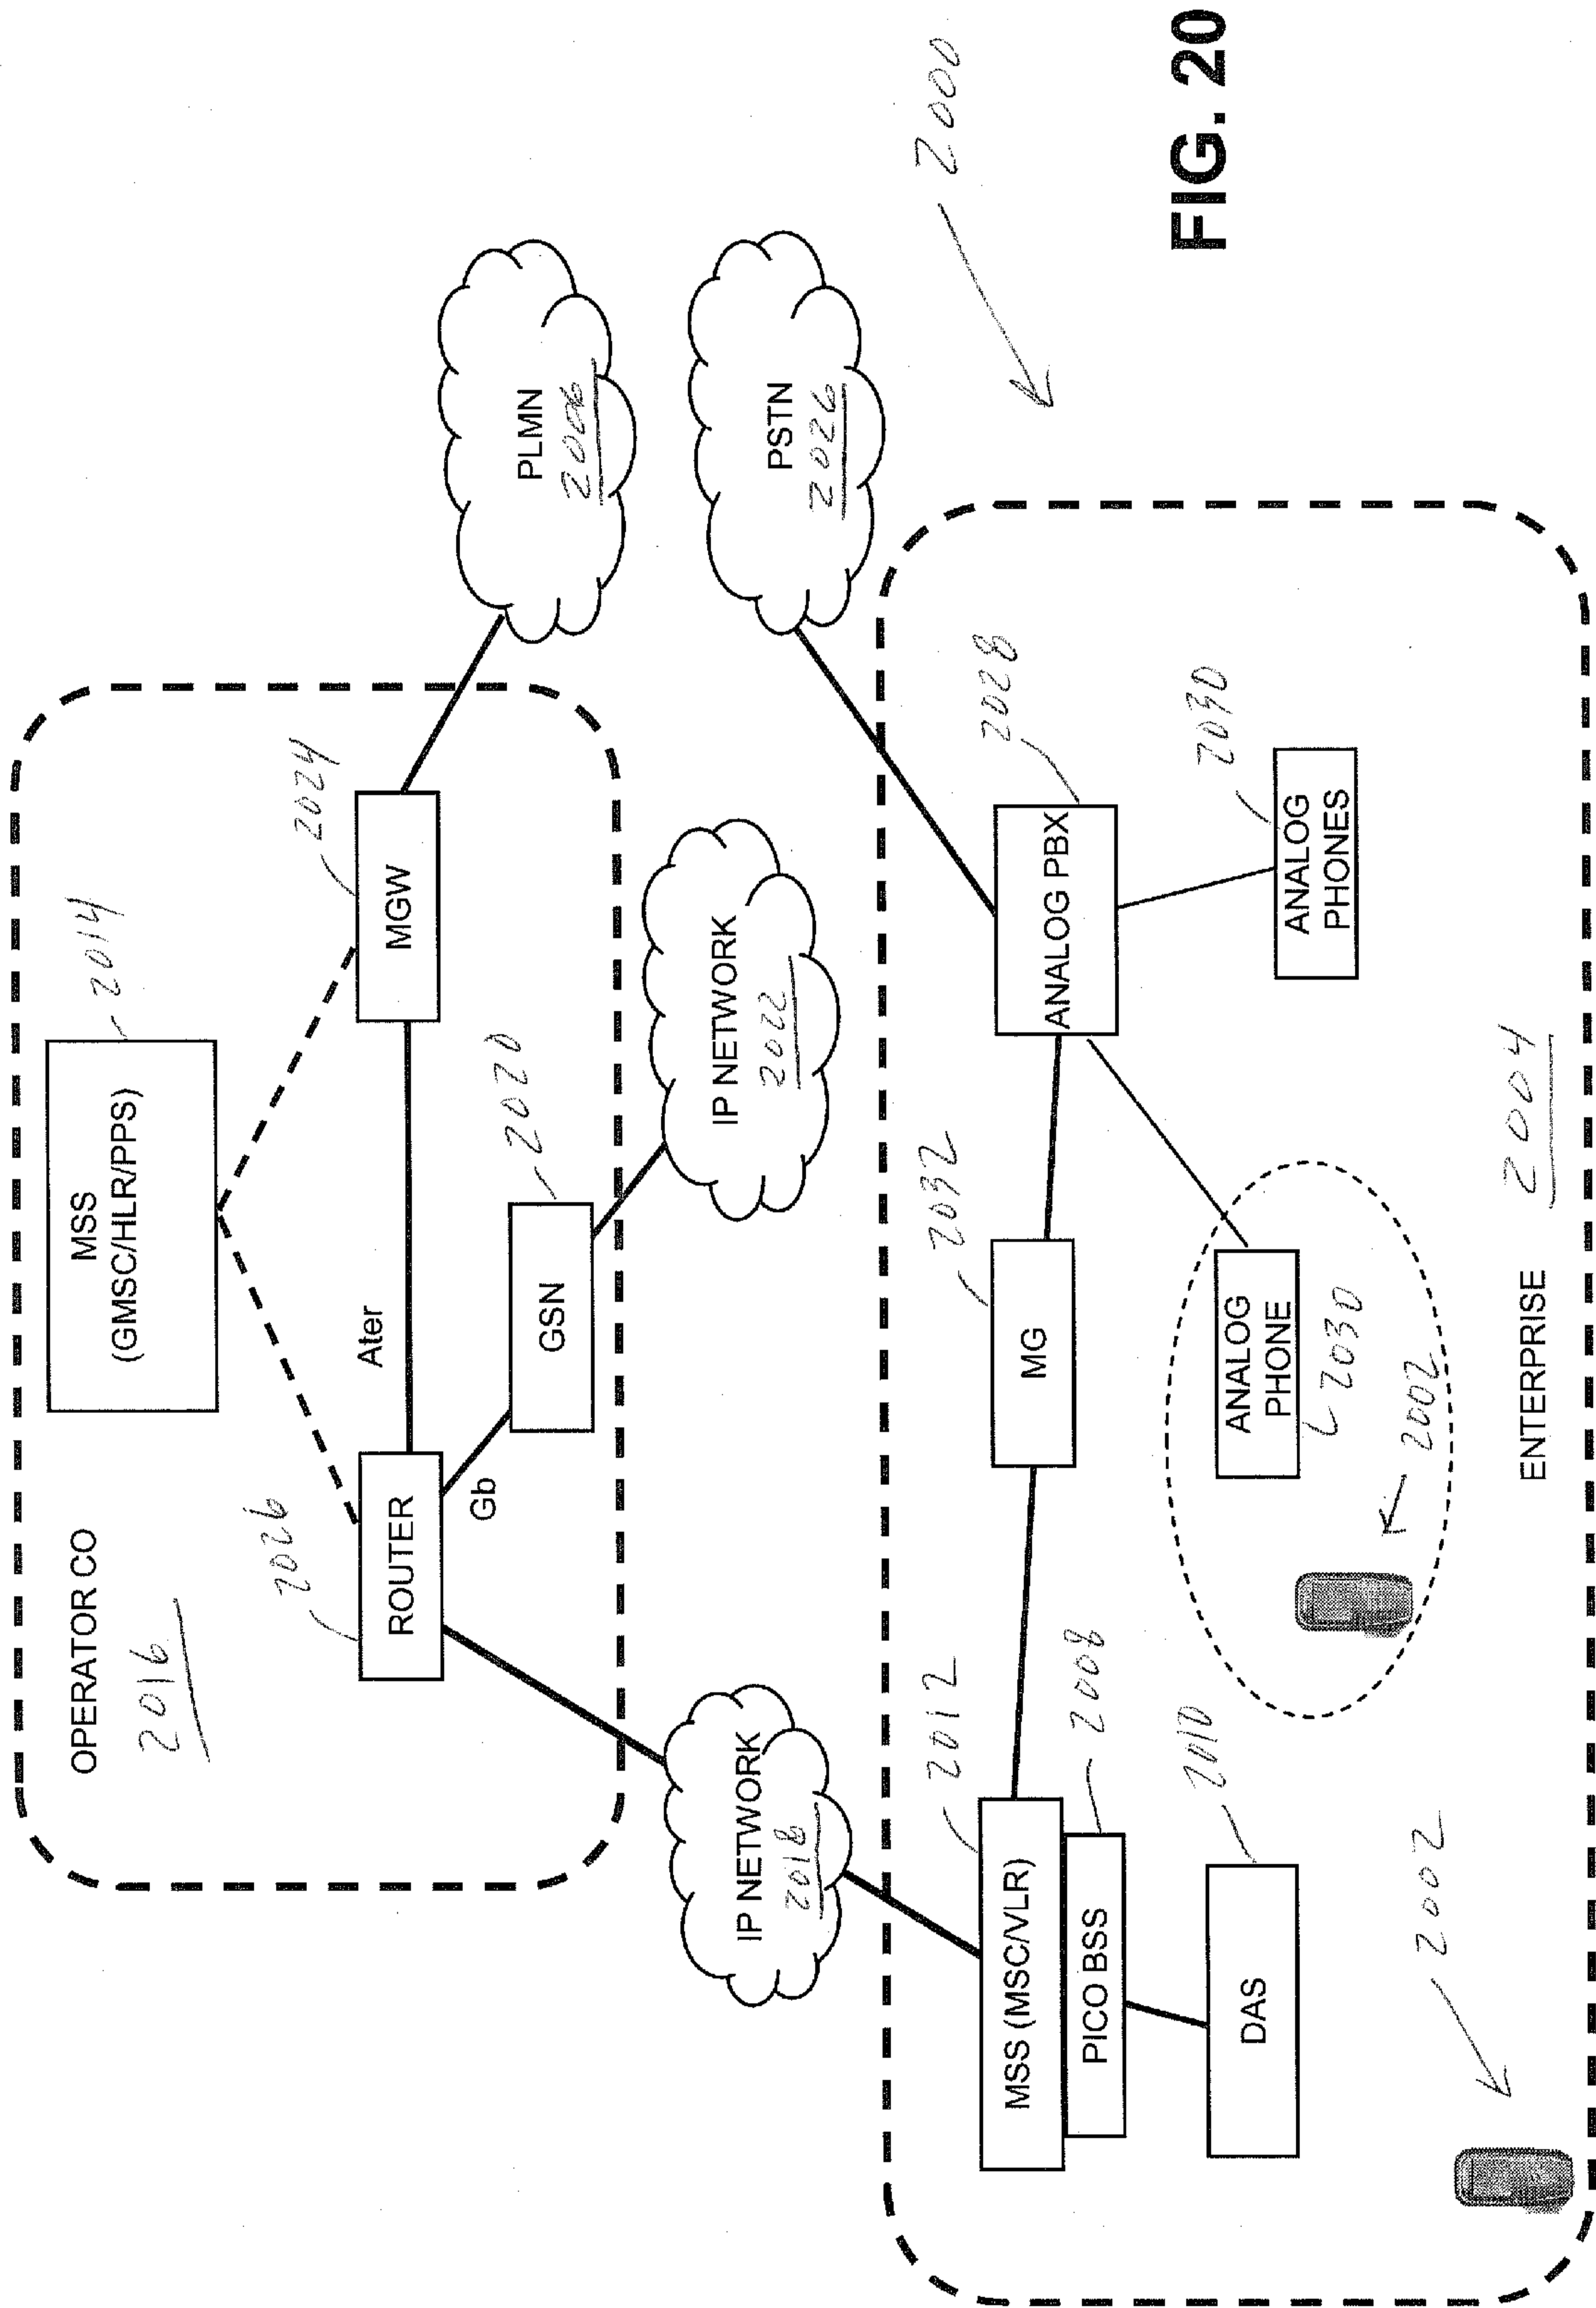 OPERATOR CO
2016
MSS
(GMSC/HLR/PPS)
2014
2026
ROUTER
Ater
MGW
2024
Gb
GSN
2020
PLMN
2006
IP NETWORK
2018
IP NETWORK
2022
PSTN
2026
2000
MSS (MSC/VLR)
2012
PICO BSS
2008
MG
2032
ANALOG PBX
2028
DAS
2010
ANALOG
PHONE
2030
2002
ANALOG
PHONES
2030
2002
ENTERPRISE
2004
FIG. 20